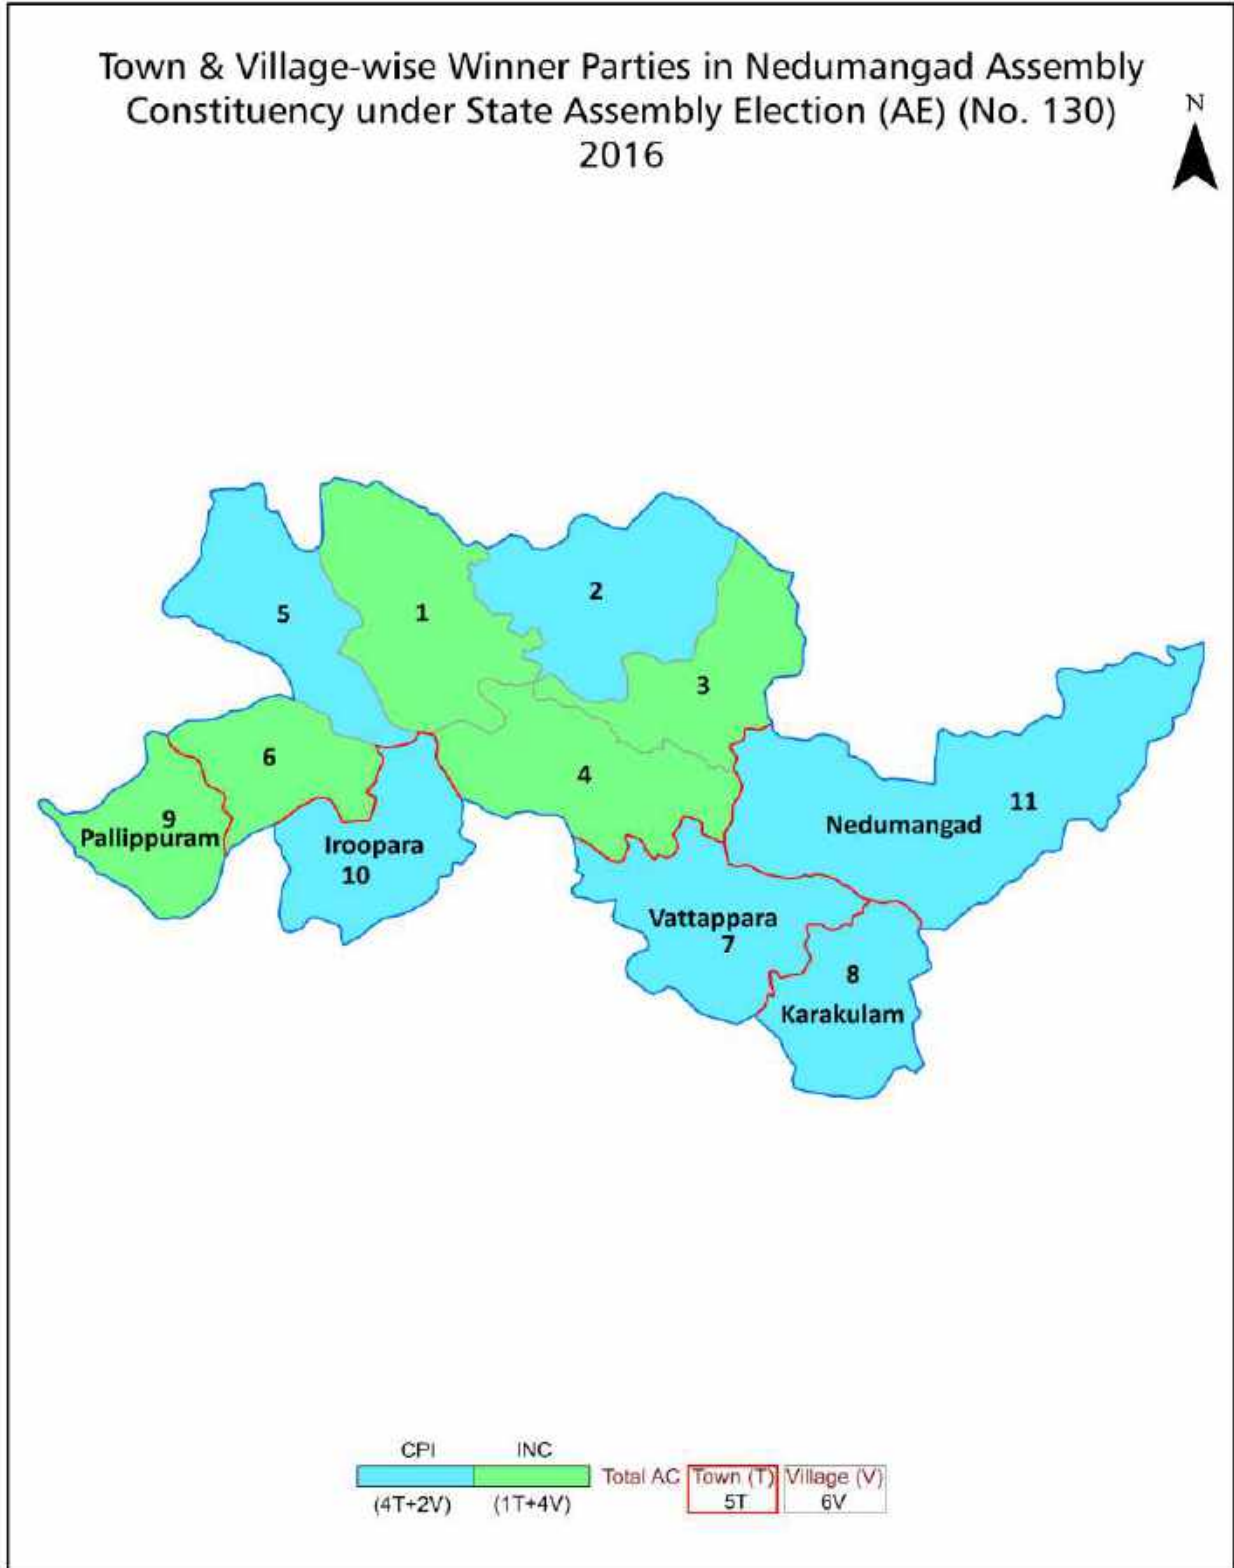 Town & Village-wise Winner Parties in Nedumangad Assembly
Constituency under State Assembly Election (AE) (No. 130)
2016
N
5
1
2
3
6
4
9
Pallippuram
Iroopara
10
11
Nedumangad
Vattappara
7
8
Karakulam
CPI INC
Total AC Town (T) Village (V)
(4T+2V) (1T+4V) 5T 6V